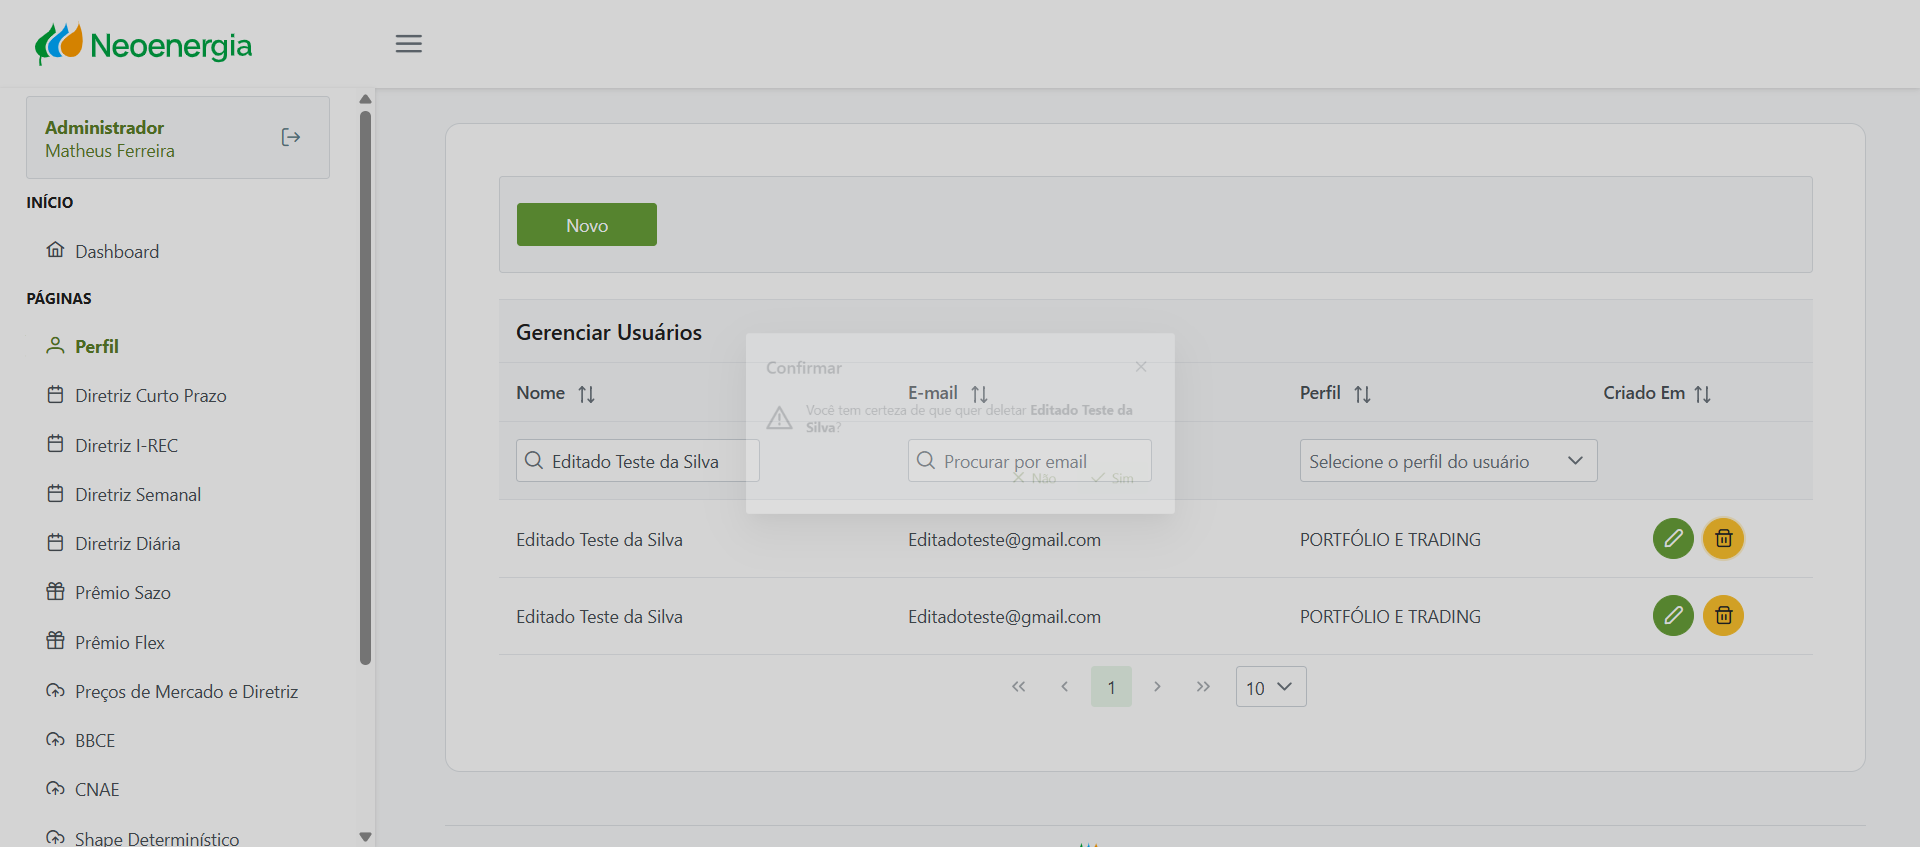 Neoenergia
Administrador
Matheus Ferreira
INÍCIO
Dashboard
PÁGINAS
Perfil
Diretriz Curto Prazo
Diretriz I-REC
Diretriz Semanal
Diretriz Diária
Prêmio Sazo
Prêmio Flex
Preços de Mercado e Diretriz
BBCE
CNAE
Shape Determinístico
Novo
Gerenciar Usuários
Nome
E-mail
Perfil
Criado Em
Editado Teste da Silva
Procurar por email
Selecione o perfil do usuário
Confirmar
Você tem certeza de que quer deletar Editado Teste da
Silva?
Não
Sim
Editado Teste da Silva
Editadoteste@gmail.com
PORTFÓLIO E TRADING
Editado Teste da Silva
Editadoteste@gmail.com
PORTFÓLIO E TRADING
1
10